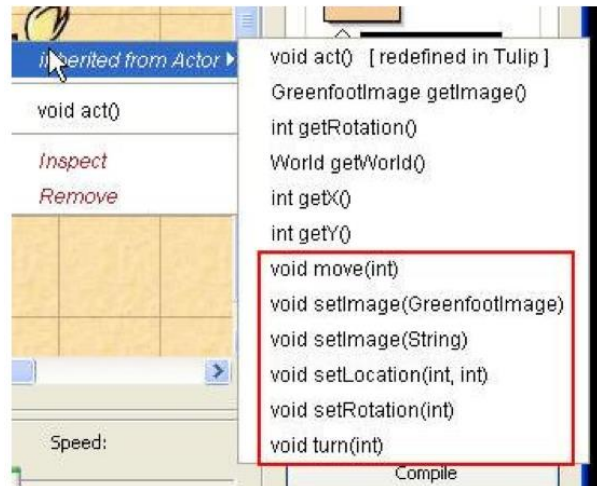 inherited from Actor
void act()
Inspect
Remove
Speed:
void act() [ redefined in Tulip ]
GreenfootImage getImage()
int getRotation()
World getWorld()
int getX()
int getY()
void move(int)
void setImage(GreenfootImage)
void setImage(String)
void setLocation(int, int)
void setRotation(int)
void turn(int)
Compile